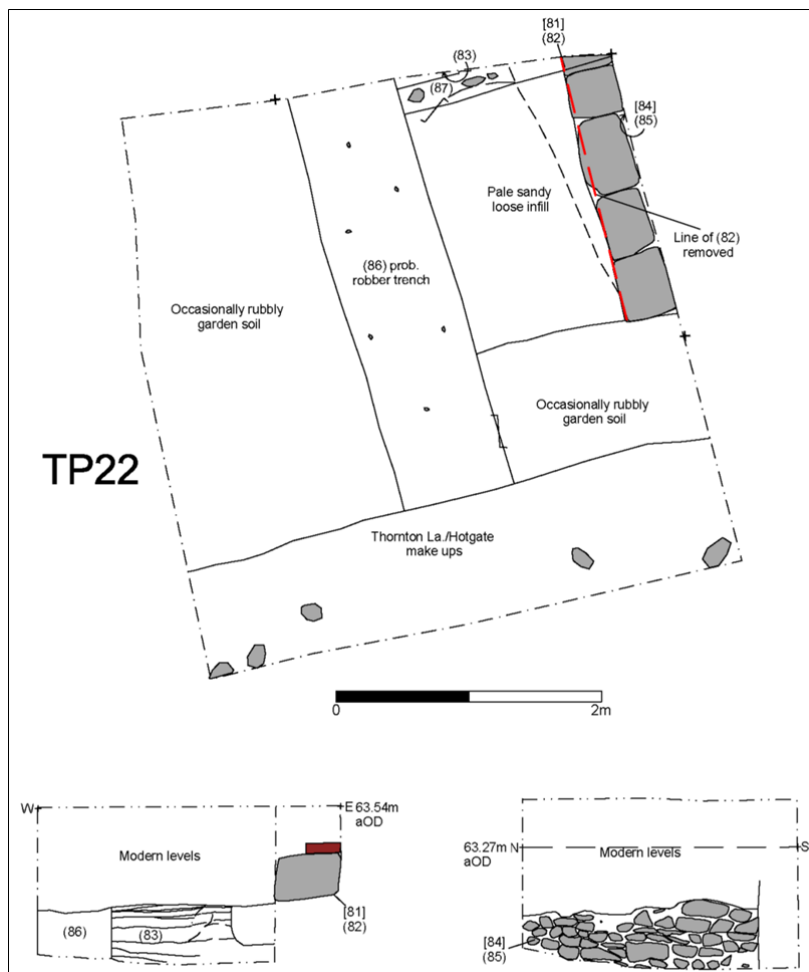 [81]
(82)
(83)
(87)
[84]
(85)
Pale sandy
loose infill
Line of (82)
removed
(86) prob.
robber trench
Occasionally rubbly
garden soil
Occasionally rubbly
garden soil
TP22
Thornton La./Hotgate
make ups
0
2m
W
E 63.54m
aOD
Modern levels
[81]
(82)
(86)
(83)
63.27m N
aOD
Modern levels
S
[84]
(85)